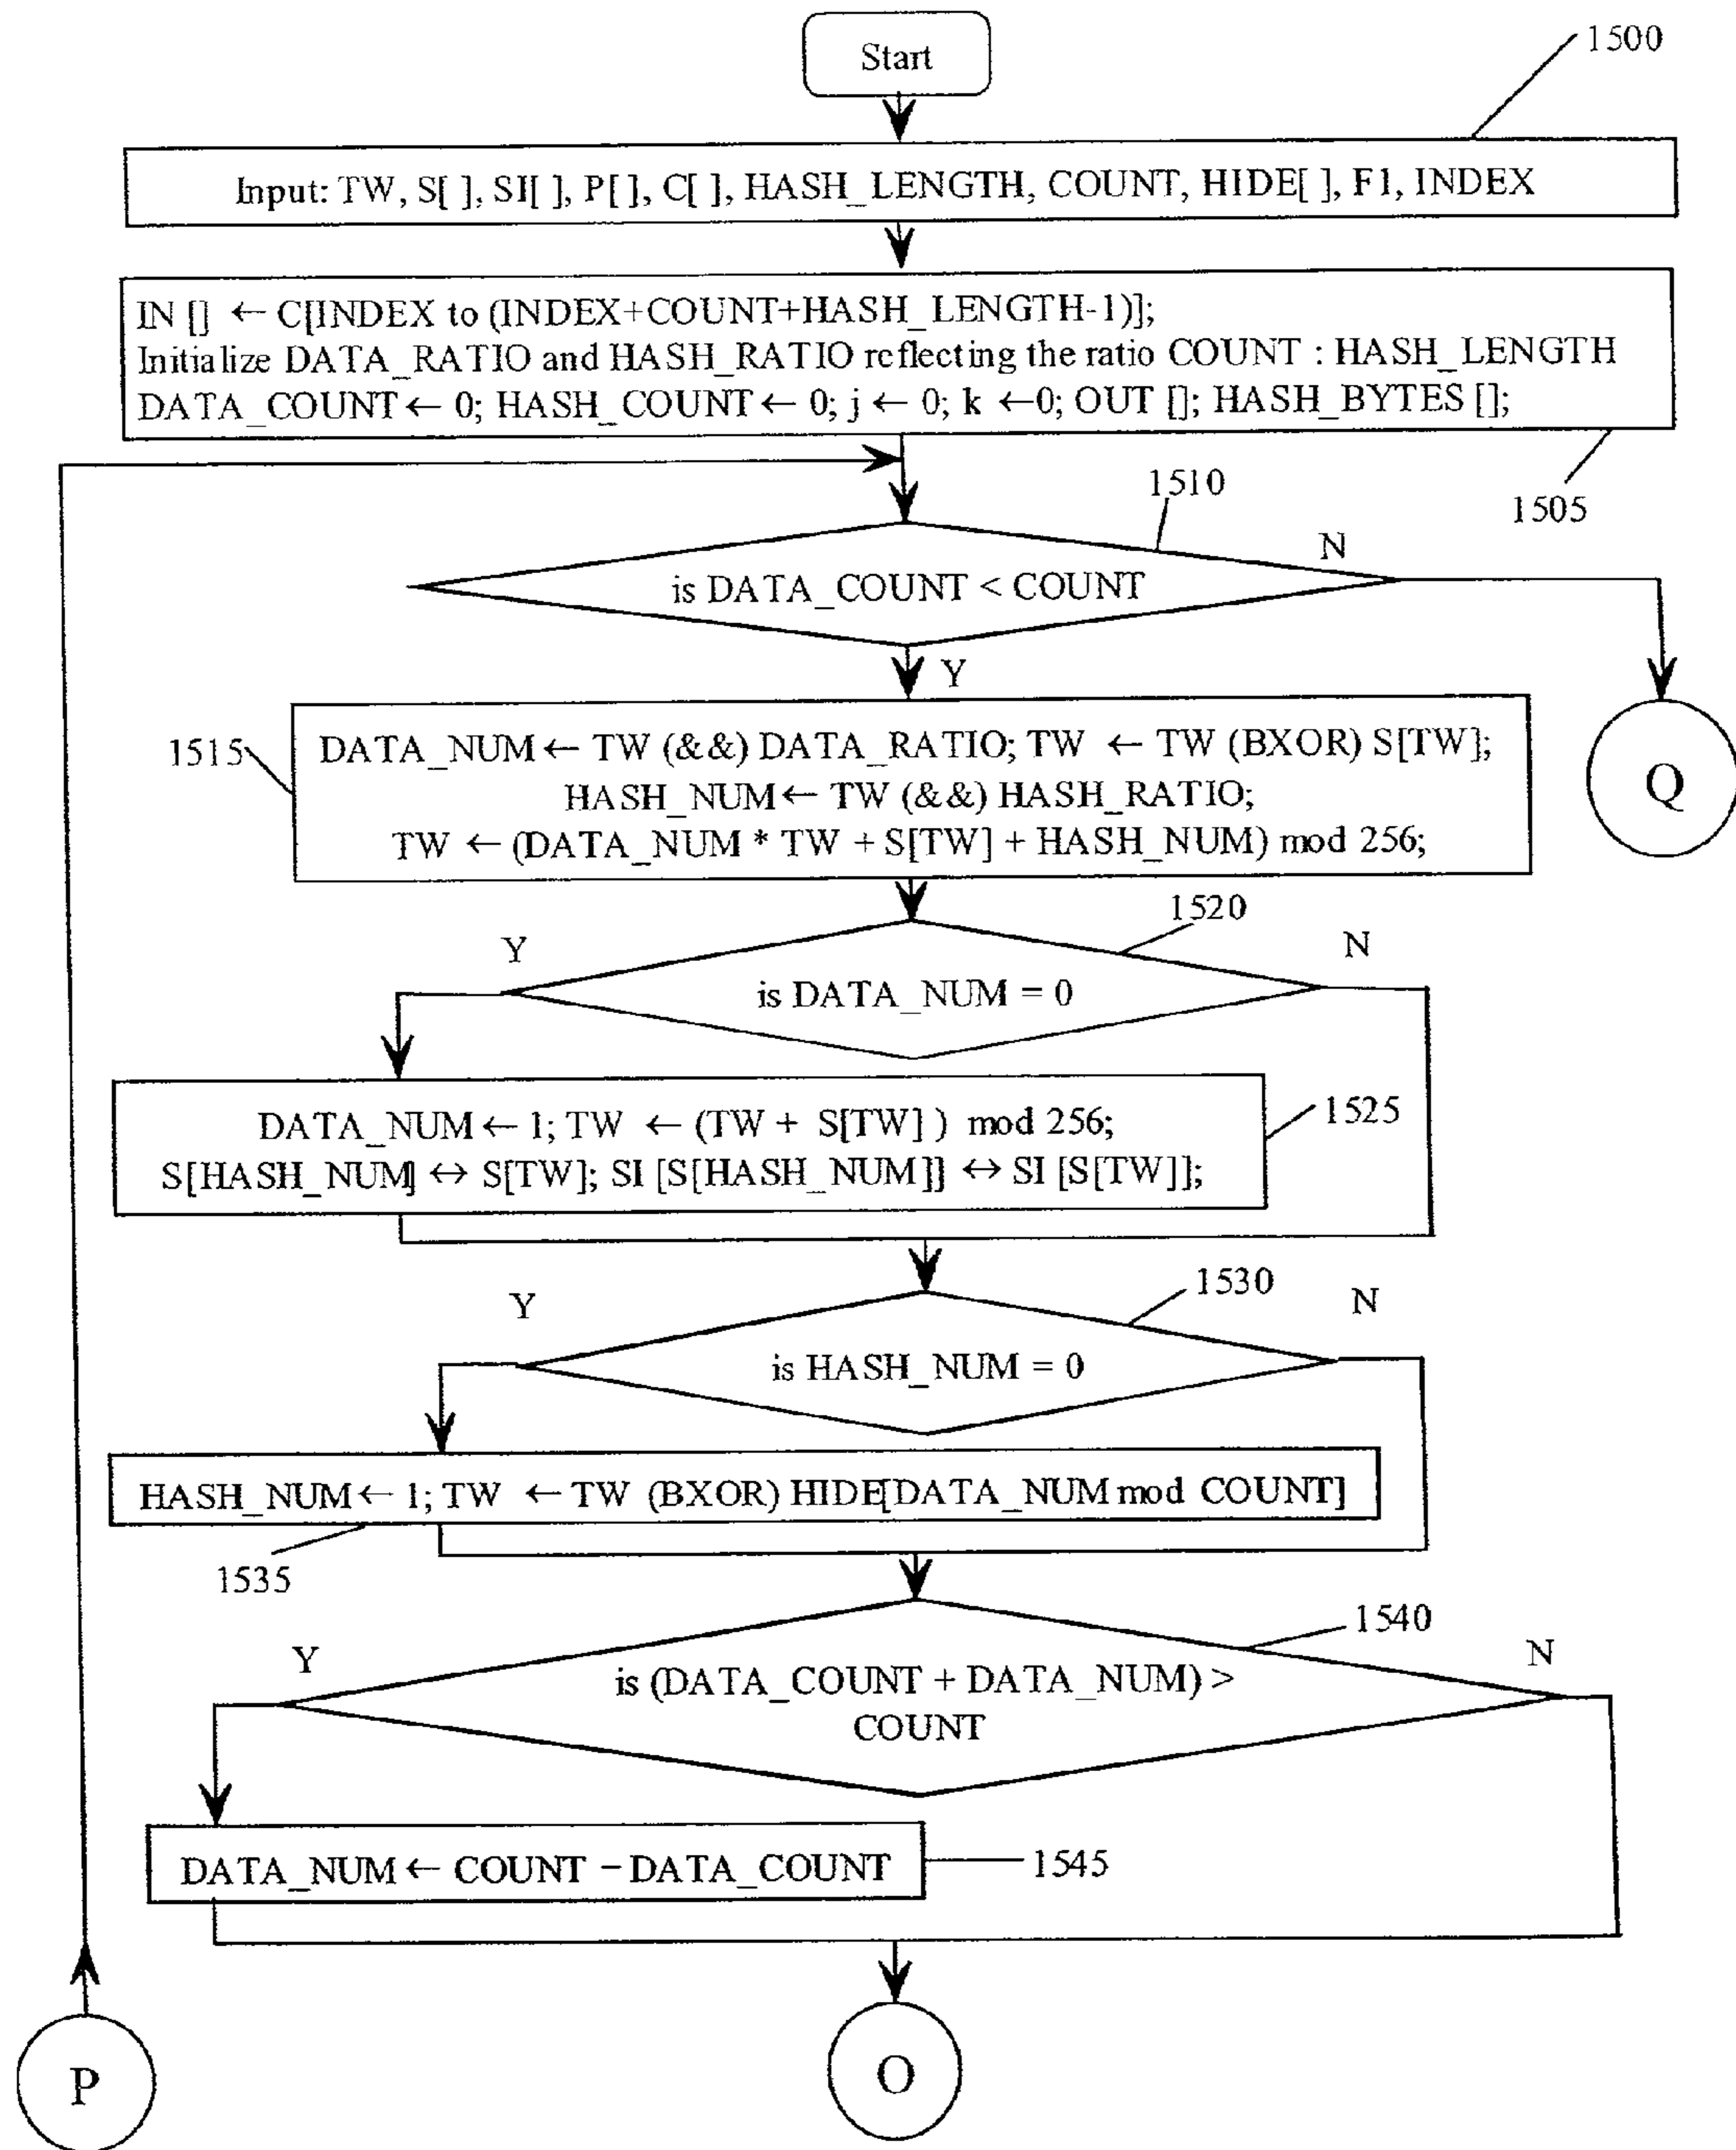 Start
1500
Input: TW, S[ ], SI[ ], P[ ], C[ ], HASH_LENGTH, COUNT, HIDE[ ], F1, INDEX
IN [] ← C[INDEX to (INDEX+COUNT+HASH_LENGTH-1)];
Initialize DATA_RATIO and HASH_RATIO reflecting the ratio COUNT : HASH_LENGTH
DATA_COUNT ← 0; HASH_COUNT ← 0; j ← 0; k ←0; OUT []; HASH_BYTES [];
1505
1510
N
is DATA_COUNT < COUNT
Y
Q
1515
DATA_NUM ← TW (&&) DATA_RATIO; TW ← TW (BXOR) S[TW];
HASH_NUM ← TW (&&) HASH_RATIO;
TW ← (DATA_NUM * TW + S[TW] + HASH_NUM) mod 256;
1520
Y
N
is DATA_NUM = 0
1525
DATA_NUM ← 1; TW ← (TW + S[TW] ) mod 256;
S[HASH_NUM] ↔ S[TW]; SI [S[HASH_NUM]] ↔ SI [S[TW]];
1530
Y
N
is HASH_NUM = 0
HASH_NUM ← 1; TW ← TW (BXOR) HIDE[DATA_NUM mod COUNT]
1535
1540
Y
N
is (DATA_COUNT + DATA_NUM) >
COUNT
DATA_NUM ← COUNT – DATA_COUNT
1545
P
O